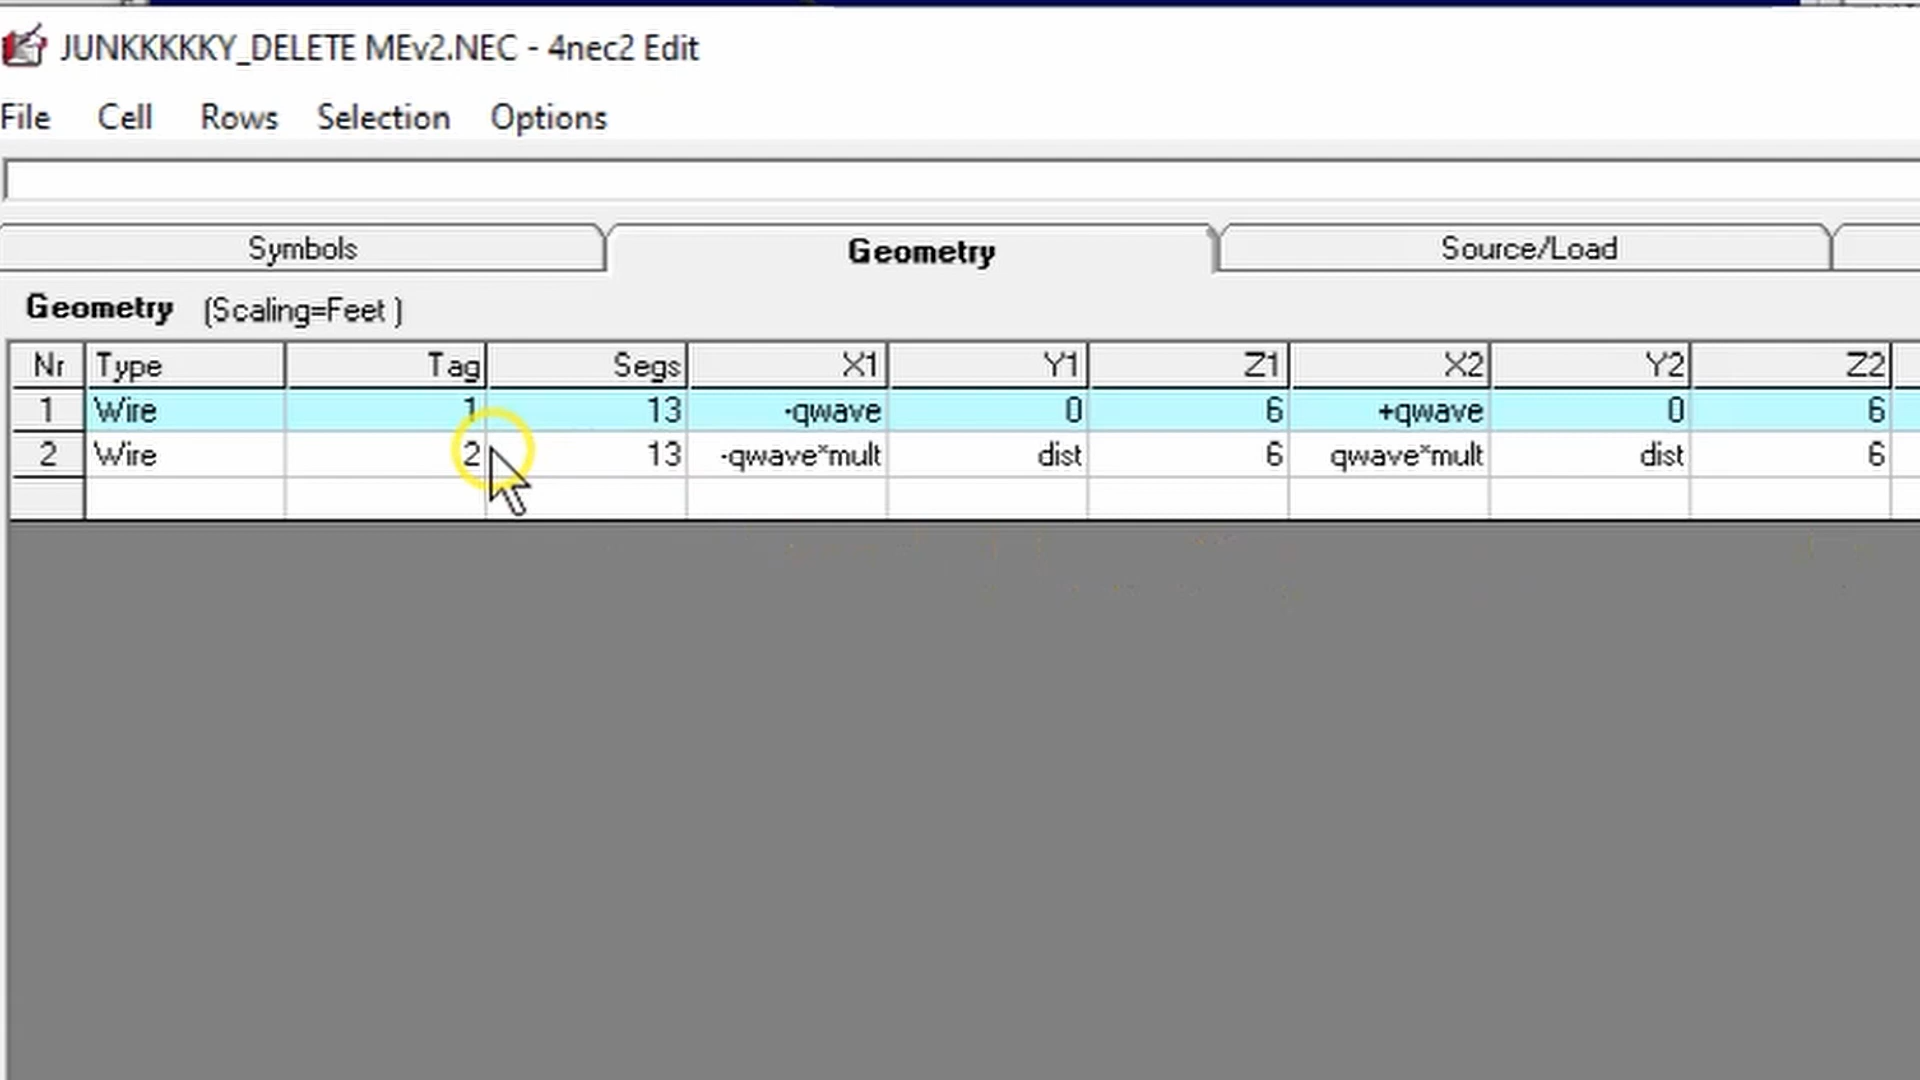 JUNKKKKKY_DELETE MEv2.NEC - 4nec2 Edit
File Cell Rows Selection Options
Symbols Geometry Source/Load
Geometry (Scaling=Feet )
Nr Type Tag Segs X1 Y1 Z1 X2 Y2 Z2
1 Wire 1 13 -qwave 0 6 +qwave 0 6
2 Wire 2 13 -qwave*mult dist 6 qwave*mult dist 6